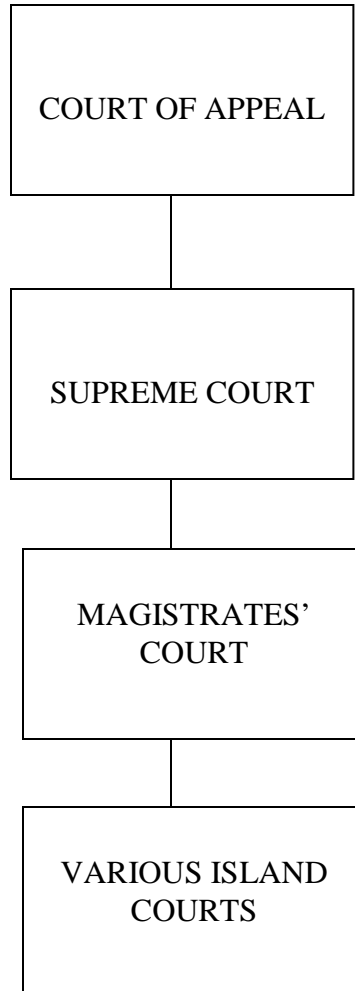 COURT OF APPEAL
SUPREME COURT
MAGISTRATES’
COURT
VARIOUS ISLAND
COURTS